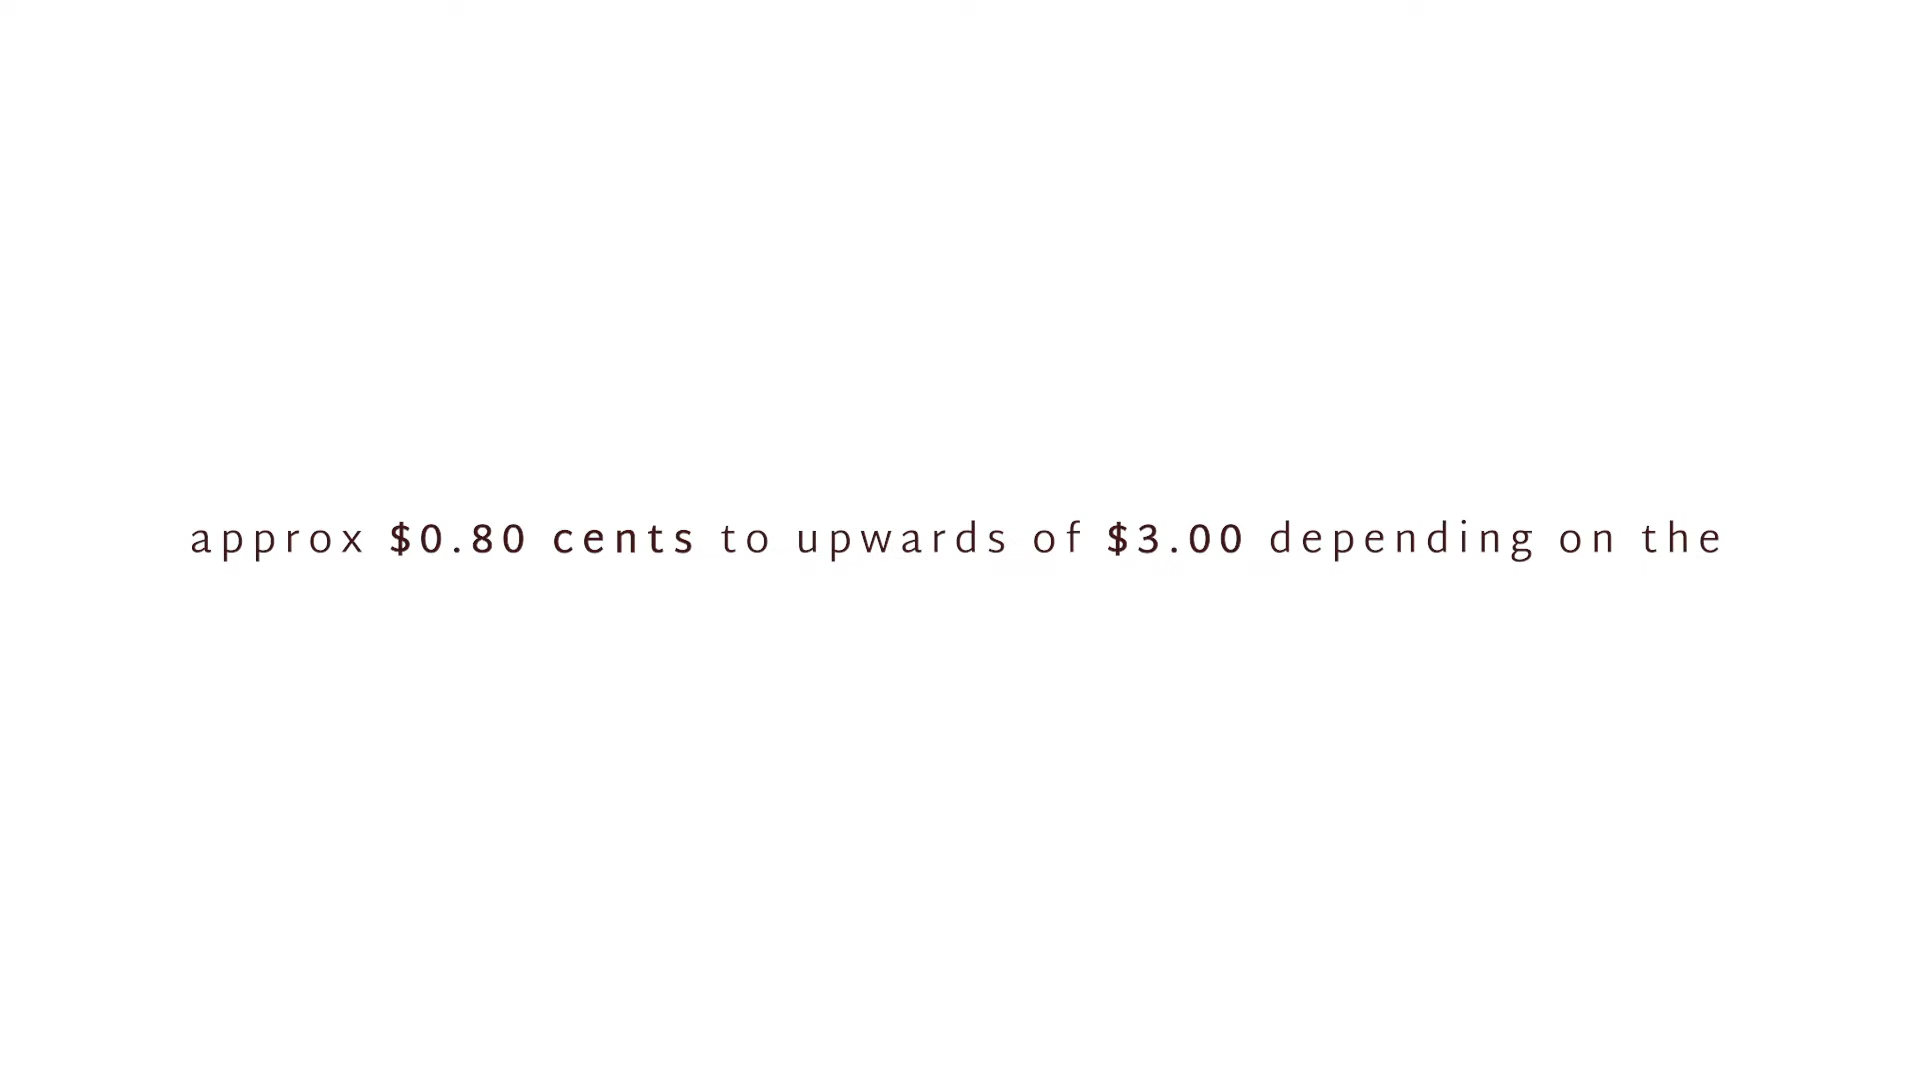 approx $0.80 cents to upwards of $3.00 depending on the